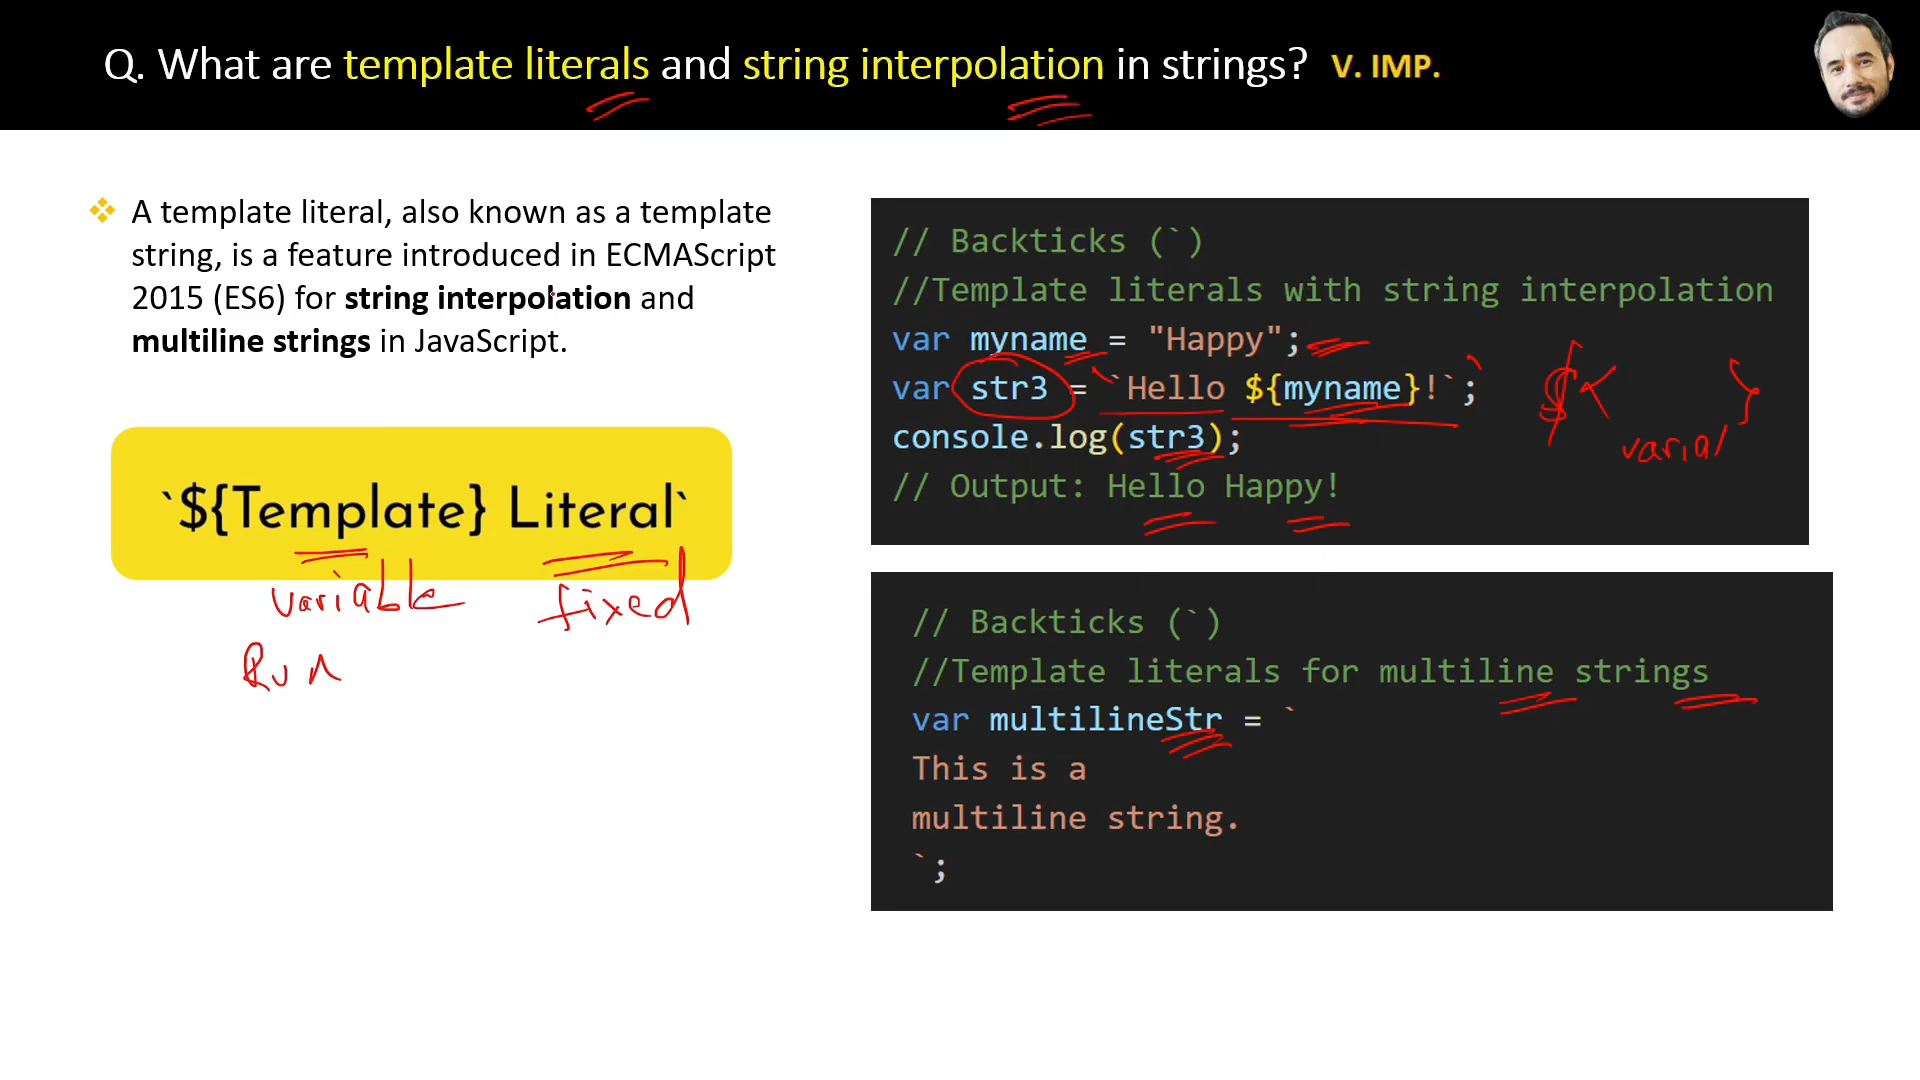 Q. What are template literals and string interpolation in strings? V. IMP.
A template literal, also known as a template
string, is a feature introduced in ECMAScript
2015 (ES6) for string interpolation and
multiline strings in JavaScript.
`${Template} Literal`
variable fixed
Run
// Backticks (`)
//Template literals with string interpolation
var myname = "Happy";
var str3 = `Hello ${myname}!`;
console.log(str3);
// Output: Hello Happy!
${ }
varial
// Backticks (`)
//Template literals for multiline strings
var multilineStr = `
This is a
multiline string.
`;